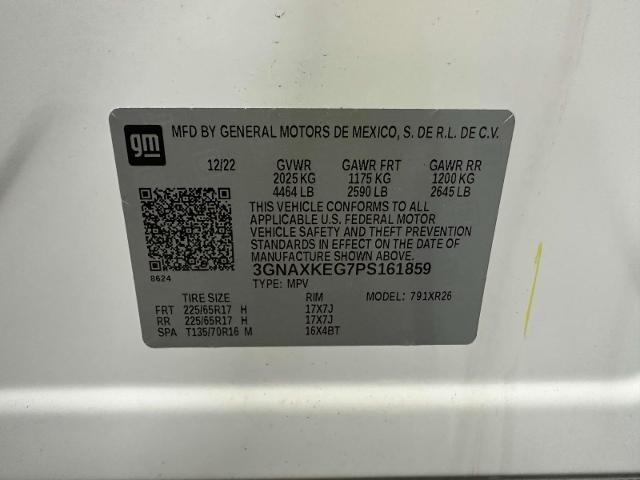 gm
MFD BY GENERAL MOTORS DE MEXICO, S. DE R.L. DE C.V.
12/22 GVWR GAWR FRT GAWR RR
2025 KG 1175 KG 1200 KG
4464 LB 2590 LB 2645 LB
THIS VEHICLE CONFORMS TO ALL
APPLICABLE U.S. FEDERAL MOTOR
VEHICLE SAFETY AND THEFT PREVENTION
STANDARDS IN EFFECT ON THE DATE OF
MANUFACTURE SHOWN ABOVE.
8624 3GNAXKEG7PS161859
TYPE: MPV
TIRE SIZE RIM MODEL: 791XR26
FRT 225/65R17 H 17X7J
RR 225/65R17 H 17X7J
SPA T135/70R16 M 16X4BT